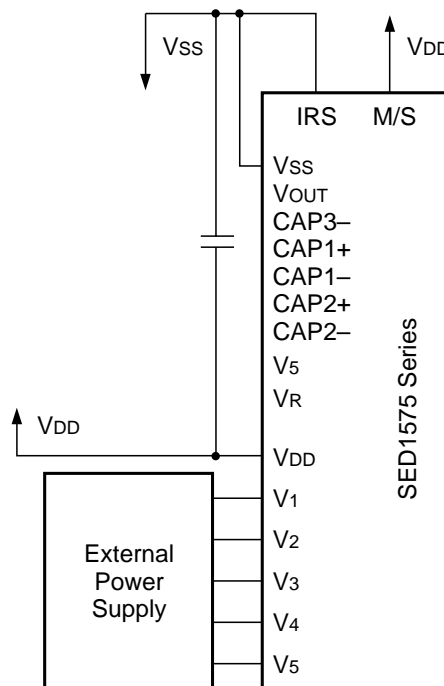 VSS
VDD
IRS M/S
VSS
VOUT
CAP3–
CAP1+
CAP1–
CAP2+
CAP2–
V5
VR
VDD
VDD
V1
V2
V3
V4
V5
External
Power
Supply
SED1575 Series